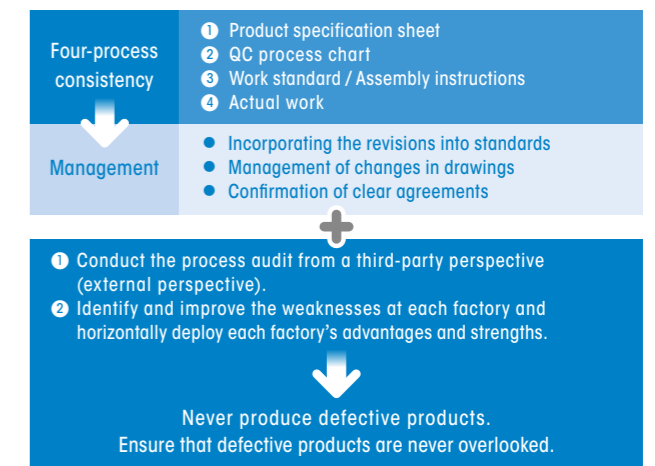 Four-process
consistency
❶ Product specification sheet
❷ QC process chart
❸ Work standard / Assembly instructions
❹ Actual work
Management
● Incorporating the revisions into standards
● Management of changes in drawings
● Confirmation of clear agreements
❶ Conduct the process audit from a third-party perspective
(external perspective).
❷ Identify and improve the weaknesses at each factory and
horizontally deploy each factory’s advantages and strengths.
Never produce defective products.
Ensure that defective products are never overlooked.